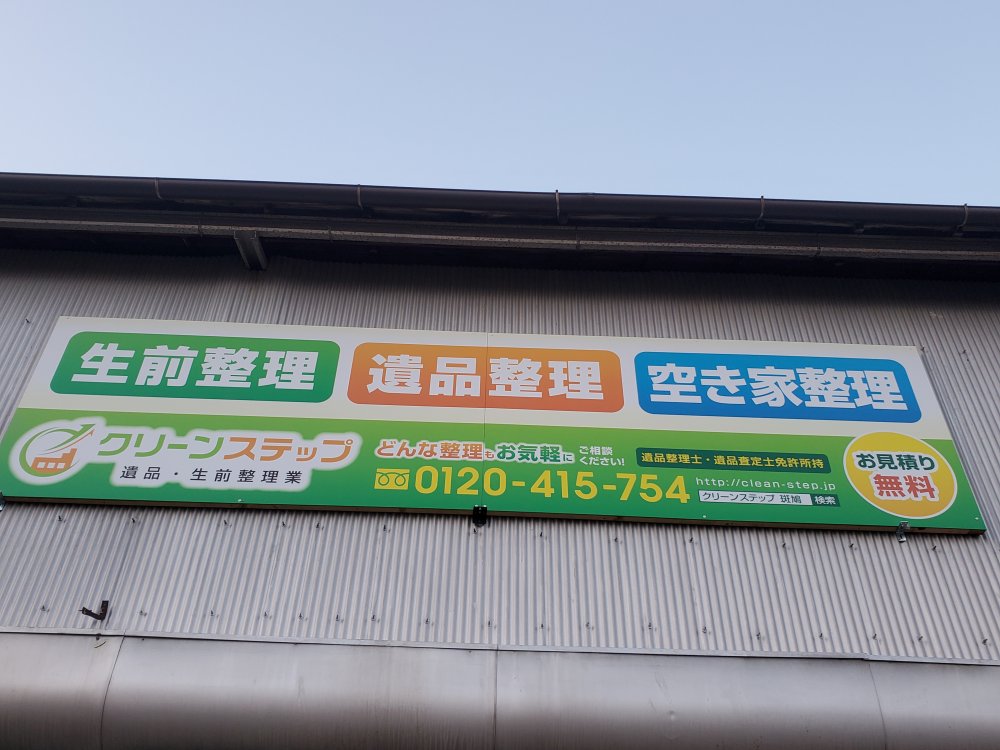 生前整理
遺品整理
空き家整理
クリーンステップ
遺品・生前整理業
どんな整理もお気軽に
ご相談
ください!
0120-415-754
遺品整理士・遺品査定士免許所持
http://clean-step.jp
クリーンステップ 斑鳩 検索
お見積り
無料